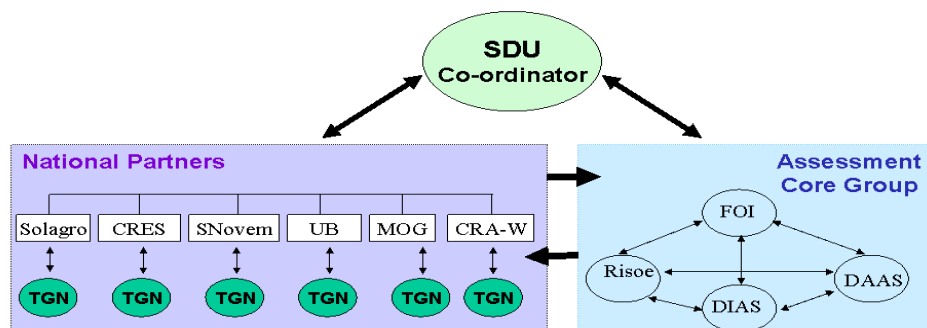 SDU
Co-ordinator
National Partners
Assessment
Core Group
Solagro
CRES
SNovem
UB
MOG
CRA-W
TGN
TGN
TGN
TGN
TGN
TGN
FOI
Risoe
DAAS
DIAS